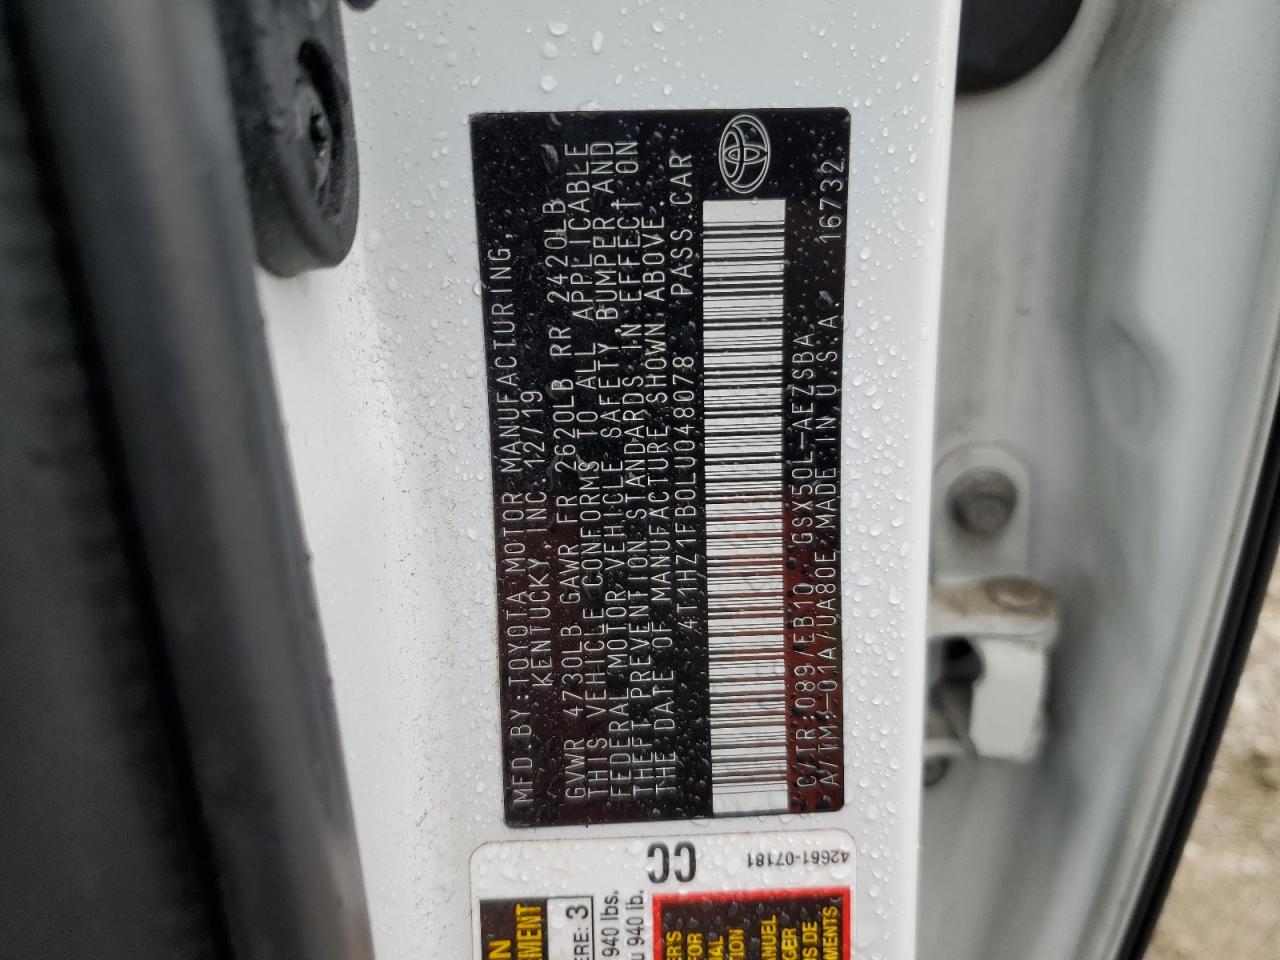 MFD.BY:TOYOTA MOTOR MANUFACTURING,
KENTUCKY, INC. 12/19
GVWR 4730LB GAWR FR 2620LB RR 2420LB
THIS VEHICLE CONFORMS TO ALL APPLICABLE
FEDERAL MOTOR VEHICLE SAFETY, BUMPER, AND
THEFT PREVENTION STANDARDS IN EFFECT ON
THE DATE OF MANUFACTURE SHOWN ABOVE.
4T1HZ1FB0LU048078 PASS.CAR
C/TR:089/EB10 GSX50L-AEZSBA
A/TM:-01A/UA80E MADE IN U.S.A. 16732
CC
42661-07181
ERE: 3
940 lbs.
940 lb.